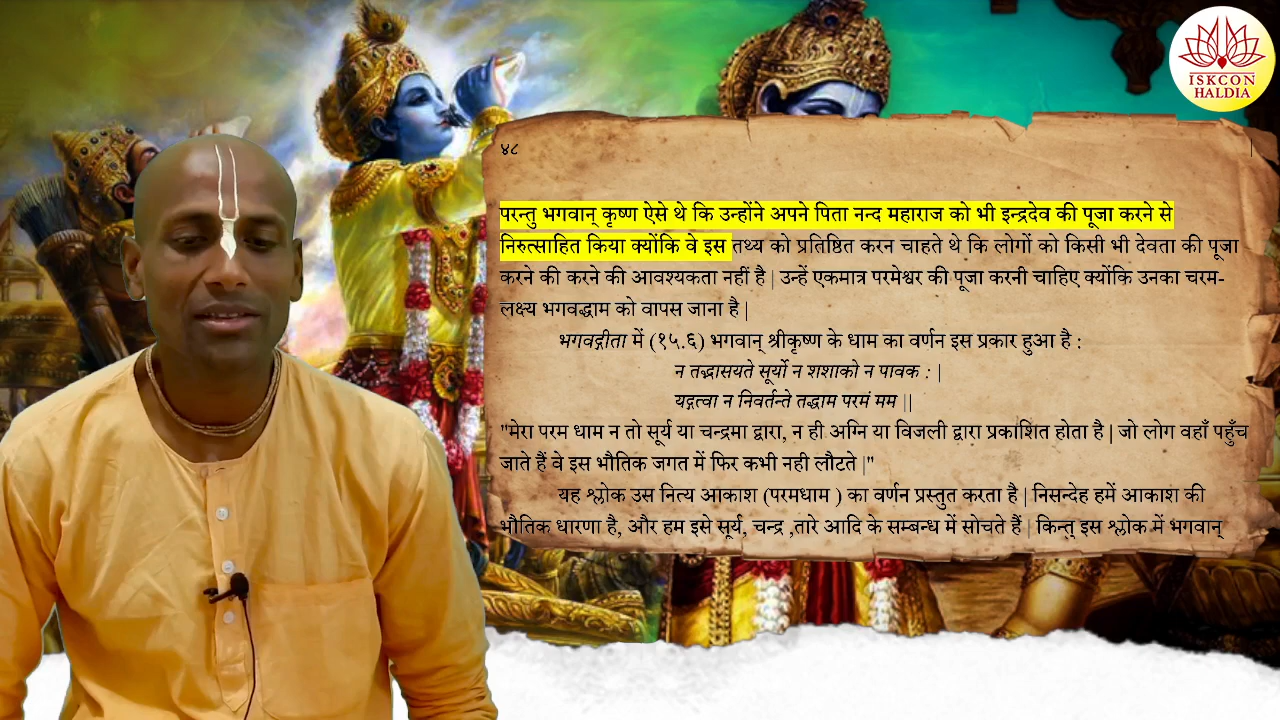 ISKCON
HALDIA
४८
परन्तु भगवान् कृष्ण ऐसे थे कि उन्होंने अपने पिता नन्द महाराज को भी इन्द्रदेव की पूजा करने से
निरुत्साहित किया क्योंकि वे इस तथ्य को प्रतिष्ठित करन चाहते थे कि लोगों को किसी भी देवता की पूजा
करने की करने की आवश्यकता नहीं है | उन्हें एकमात्र परमेश्वर की पूजा करनी चाहिए क्योंकि उनका चरम-
लक्ष्य भगवद्धाम को वापस जाना है |
भगवद्गीता में (१५.६) भगवान् श्रीकृष्ण के धाम का वर्णन इस प्रकार हुआ है :
न तद्भासयते सूर्यो न शशाको न पावक : |
यद्गत्वा न निवर्तन्ते तद्धाम परमं मम ||
"मेरा परम धाम न तो सूर्य या चन्द्रमा द्वारा, न ही अग्नि या विजली द्वारा प्रकाशित होता है | जो लोग वहाँ पहुँच
जाते हैं वे इस भौतिक जगत में फिर कभी नही लौटते |"
यह श्लोक उस नित्य आकाश (परमधाम ) का वर्णन प्रस्तुत करता है | निसन्देह हमें आकाश की
भौतिक धारणा है, और हम इसे सूर्य, चन्द्र ,तारे आदि के सम्बन्ध में सोचते हैं | किन्तु इस श्लोक में भगवान्